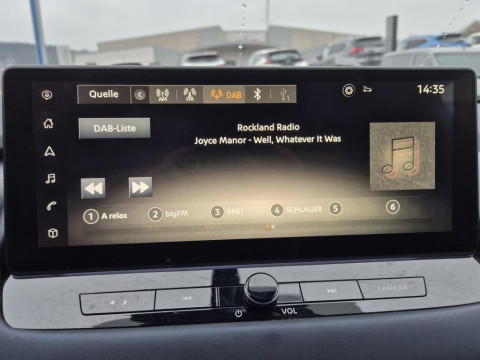 Quelle AM FM DAB 1 14:35
DAB-Liste
Rockland Radio
Joyce Manor - Well, Whatever It Was
1 A relax 2 bigFM 3 RPR1 4 SCHLAGER 5 6
VOL CAMERA